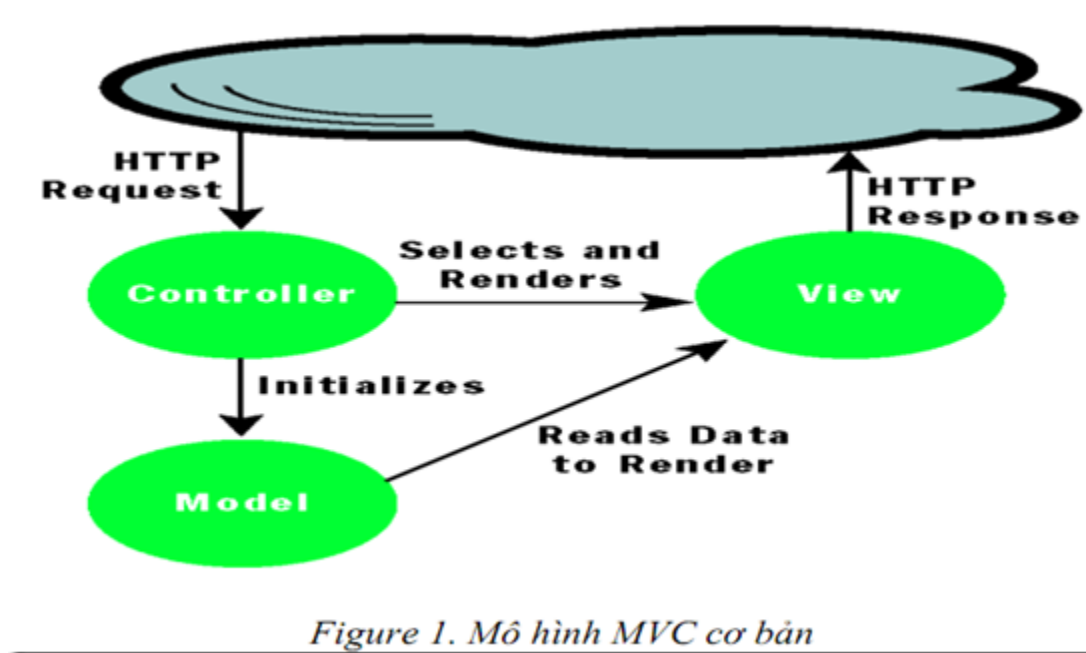 HTTP
Request
HTTP
Response
Selects and
Renders
Controller
View
Initializes
Reads Data
to Render
Model
Figure 1. Mô hình MVC cơ bản